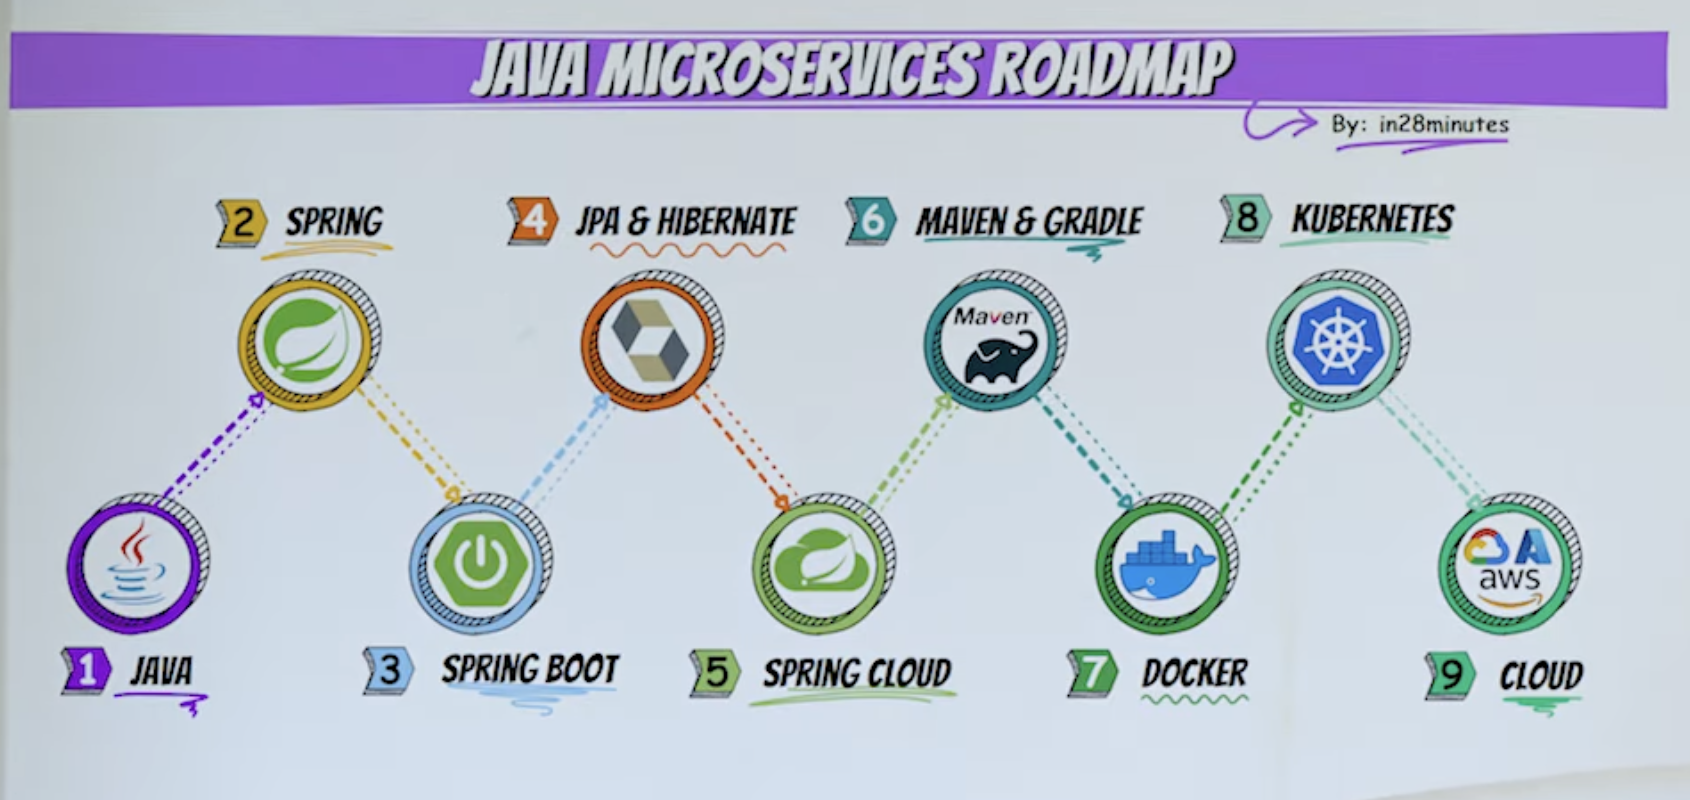 JAVA MICROSERVICES ROADMAP
By: in28minutes
2 SPRING
4 JPA & HIBERNATE
6 MAVEN & GRADLE
8 KUBERNETES
Maven
aws
1 JAVA
3 SPRING BOOT
5 SPRING CLOUD
7 DOCKER
9 CLOUD